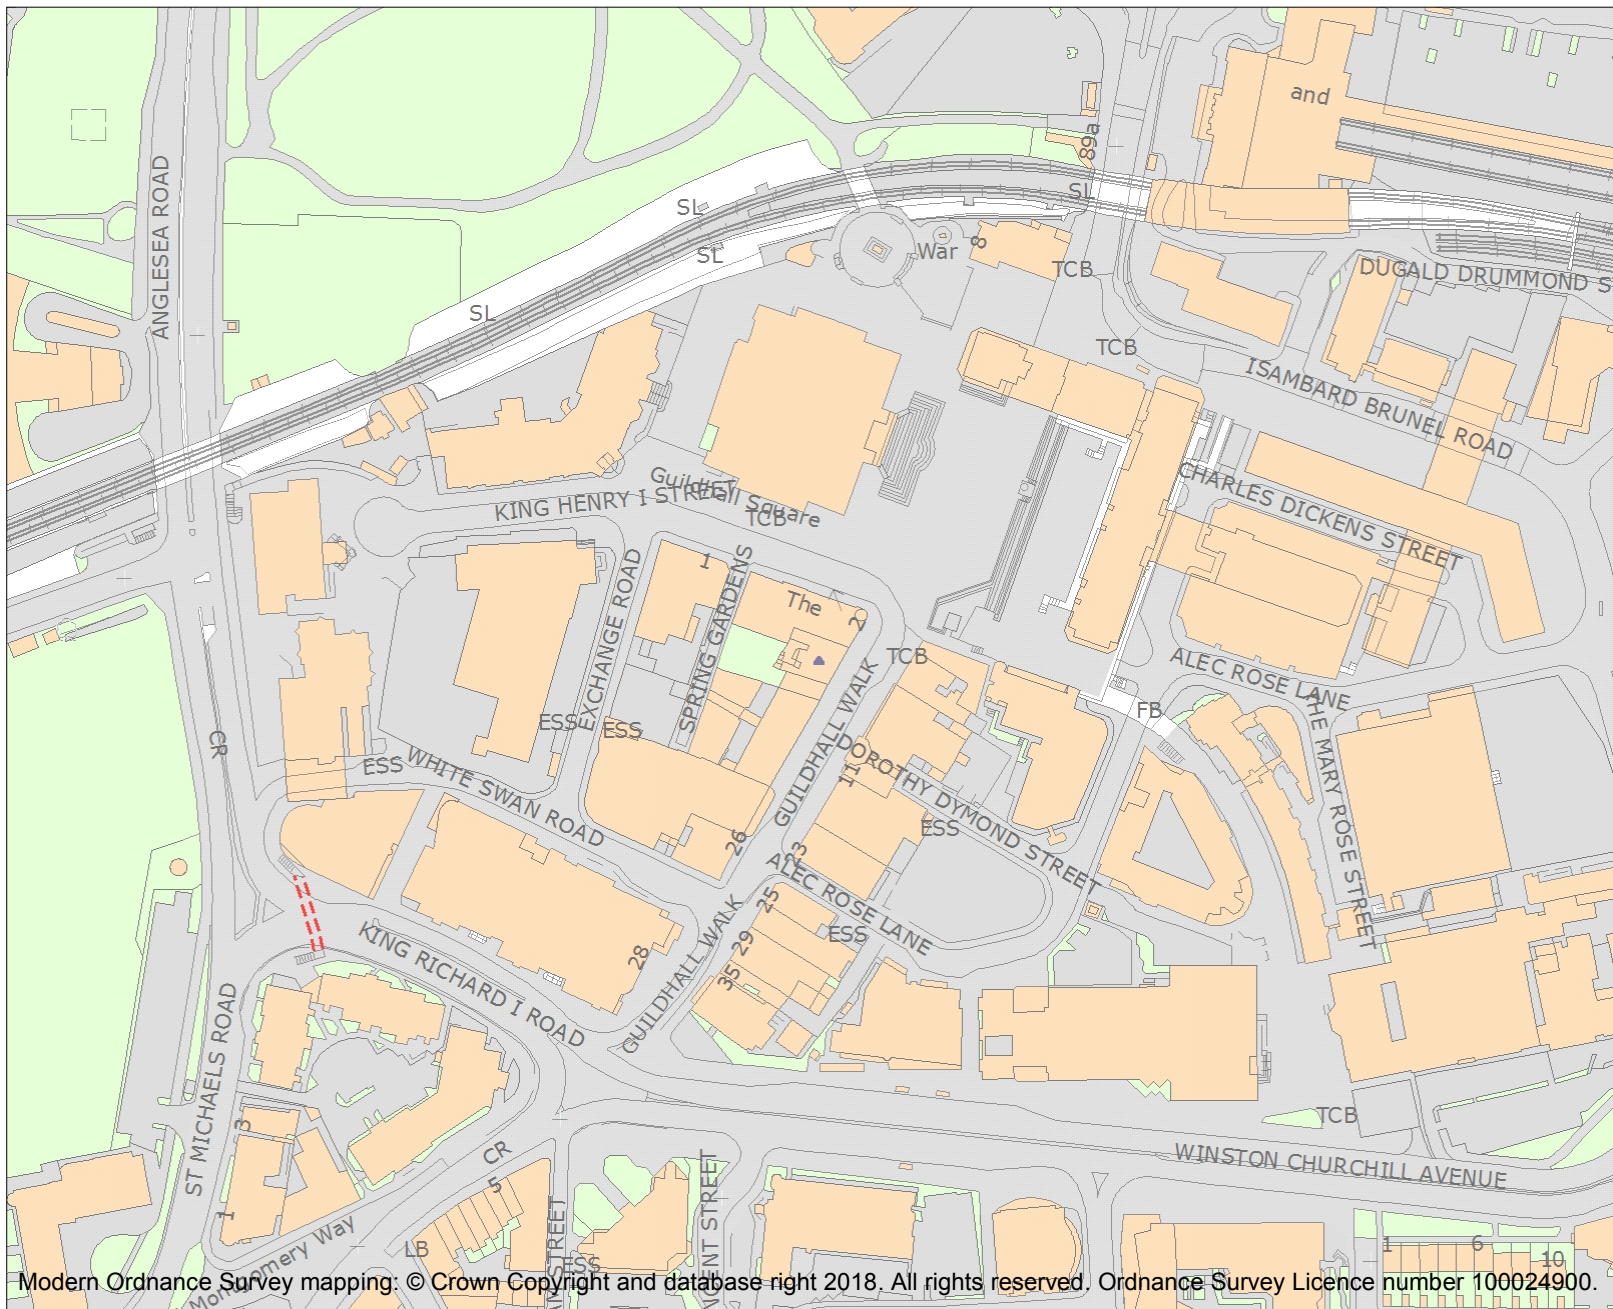 and
89a
ANGLESEA ROAD
SL
SL
War
8
SL
TCB
DUGALD DRUMMOND S
SL
TCB
ISAMBARD BRUNEL ROAD
CHARLES DICKENS STREET
Guildhall Square
KING HENRY I STREET
TCB
1
The
2
EXCHANGE ROAD
SPRING GARDENS
TCB
ALEC ROSE LANE
FB
THE MARY ROSE STREET
ESS
ESS
CR
ESS
WHITE SWAN ROAD
GUILDHALL WALK
DOROTHY DYMOND STREET
11
ESS
26
23
ALEC ROSE LANE
25
ESS
29
35
28
GUILDHALL WALK
KING RICHARD I ROAD
ST MICHAELS ROAD
TCB
3
CR
5
WINSTON CHURCHILL AVENUE
1
Montgomery Way
LB
ESS
1
6
10
Modern Ordnance Survey mapping: © Crown Copyright and database right 2018. All rights reserved. Ordnance Survey Licence number 100024900.